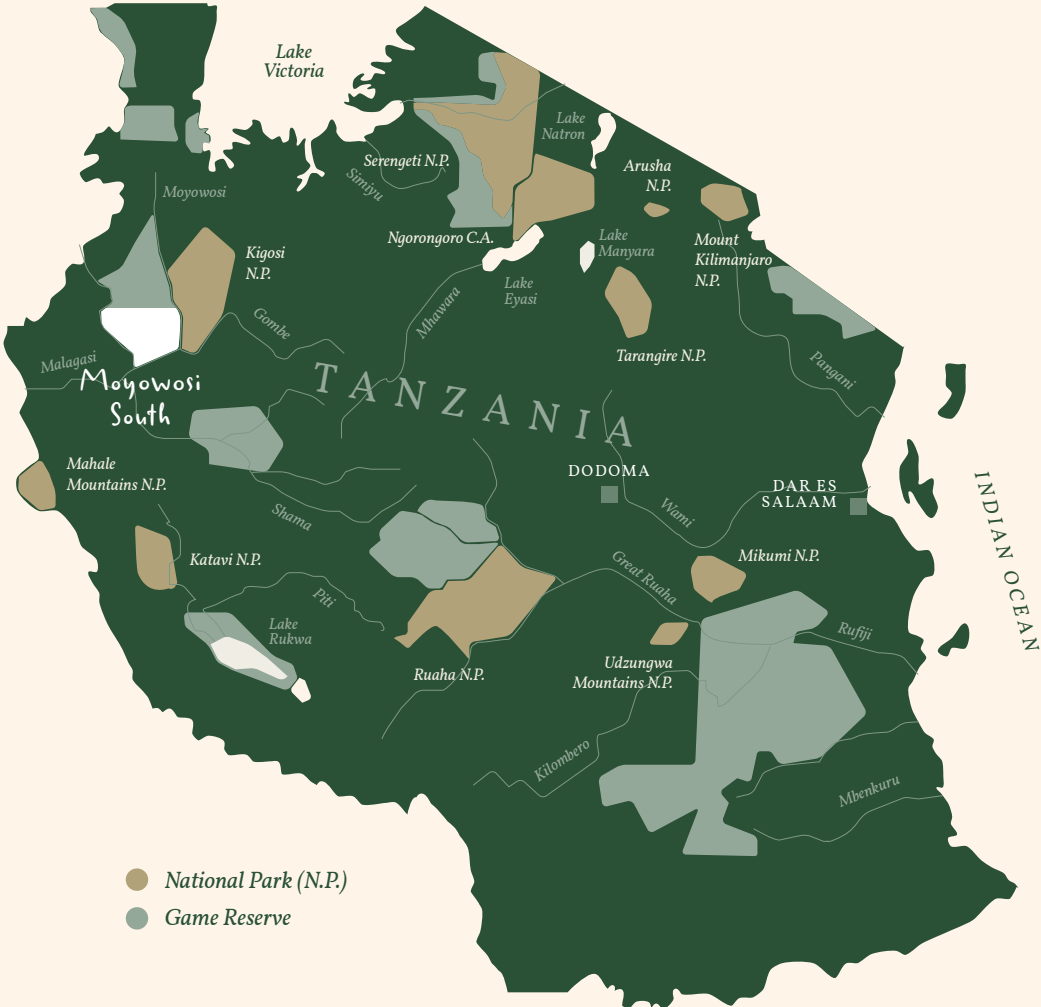 Lake
Victoria
Lake
Natron
Serengeti N.P.
Simiyu
Arusha
N.P.
Moyowosi
Ngorongoro C.A.
Lake
Manyara
Mount
Kilimanjaro
N.P.
Kigosi
N.P.
Lake
Eyasi
Mhawara
Gombe
Tarangire N.P.
Pangani
Malagasi
Moyowosi
South
TANZANIA
Mahale
Mountains N.P.
DODOMA
DAR ES
SALAAM
INDIAN OCEAN
Shama
Wami
Katavi N.P.
Mikumi N.P.
Great Ruaha
Piti
Lake
Rukwa
Rufiji
Ruaha N.P.
Udzungwa
Mountains N.P.
Kilombero
Mbenkuru
National Park (N.P.)
Game Reserve